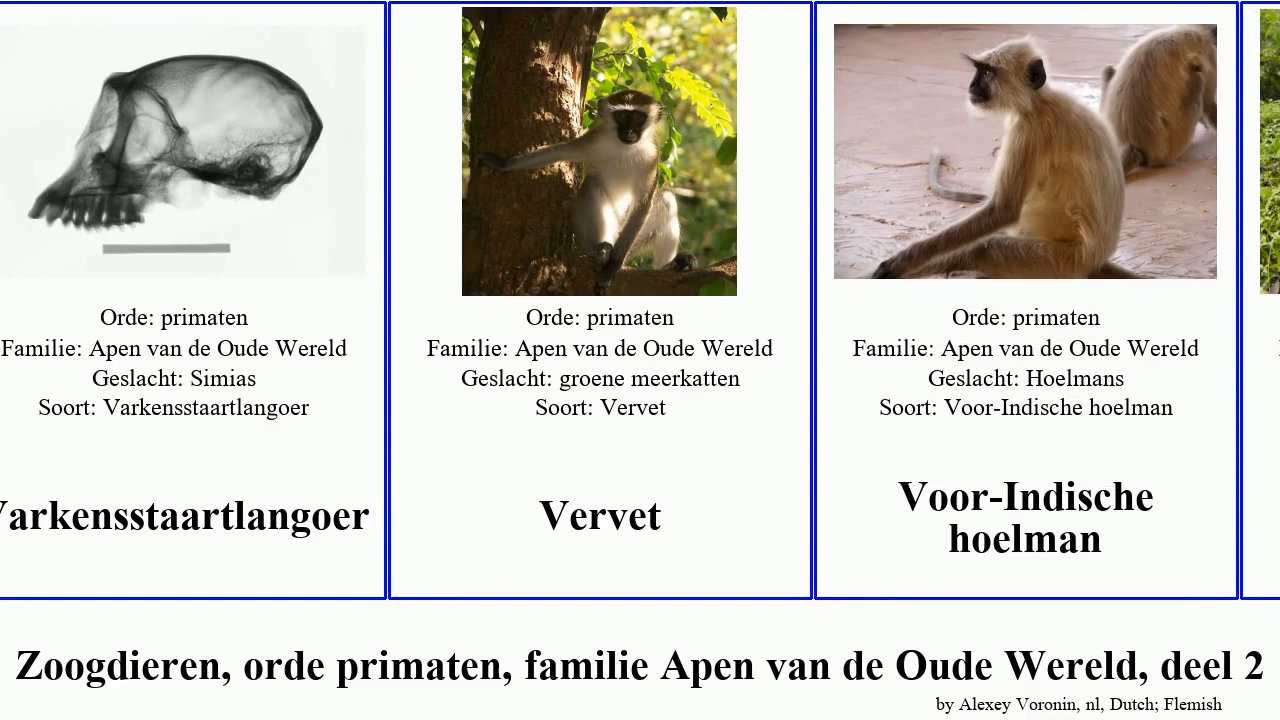 Orde: primaten
Familie: Apen van de Oude Wereld
Geslacht: Simias
Soort: Varkensstaartlangoer
Varkensstaartlangoer
Orde: primaten
Familie: Apen van de Oude Wereld
Geslacht: groene meerkatten
Soort: Vervet
Vervet
Orde: primaten
Familie: Apen van de Oude Wereld
Geslacht: Hoelmans
Soort: Voor-Indische hoelman
Voor-Indische
hoelman
Zoogdieren, orde primaten, familie Apen van de Oude Wereld, deel 2
by Alexey Voronin, nl, Dutch; Flemish